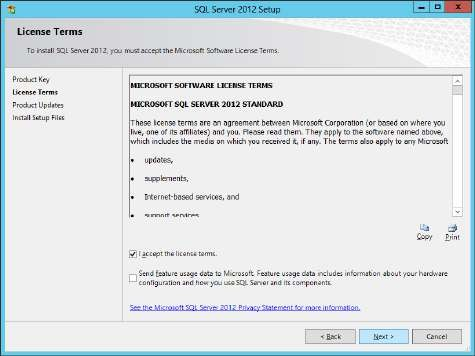 SQL Server 2012 Setup
License Terms
To install SQL Server 2012, you must accept the Microsoft Software License Terms.
Product Key
License Terms
Product Updates
Install Setup Files
MICROSOFT SOFTWARE LICENSE TERMS
MICROSOFT SQL SERVER 2012 STANDARD
These license terms are an agreement between Microsoft Corporation (or based on where you
live, one of its affiliates) and you. Please read them. They apply to the software named above,
which includes the media on which you received it, if any. The terms also apply to any Microsoft
• updates,
• supplements,
• Internet-based services, and
• support services
Copy
Print
I accept the license terms.
Send Feature usage data to Microsoft. Feature usage data includes information about your hardware
configuration and how you use SQL Server and its components.
See the Microsoft SQL Server 2012 Privacy Statement for more information.
< Back
Next >
Cancel